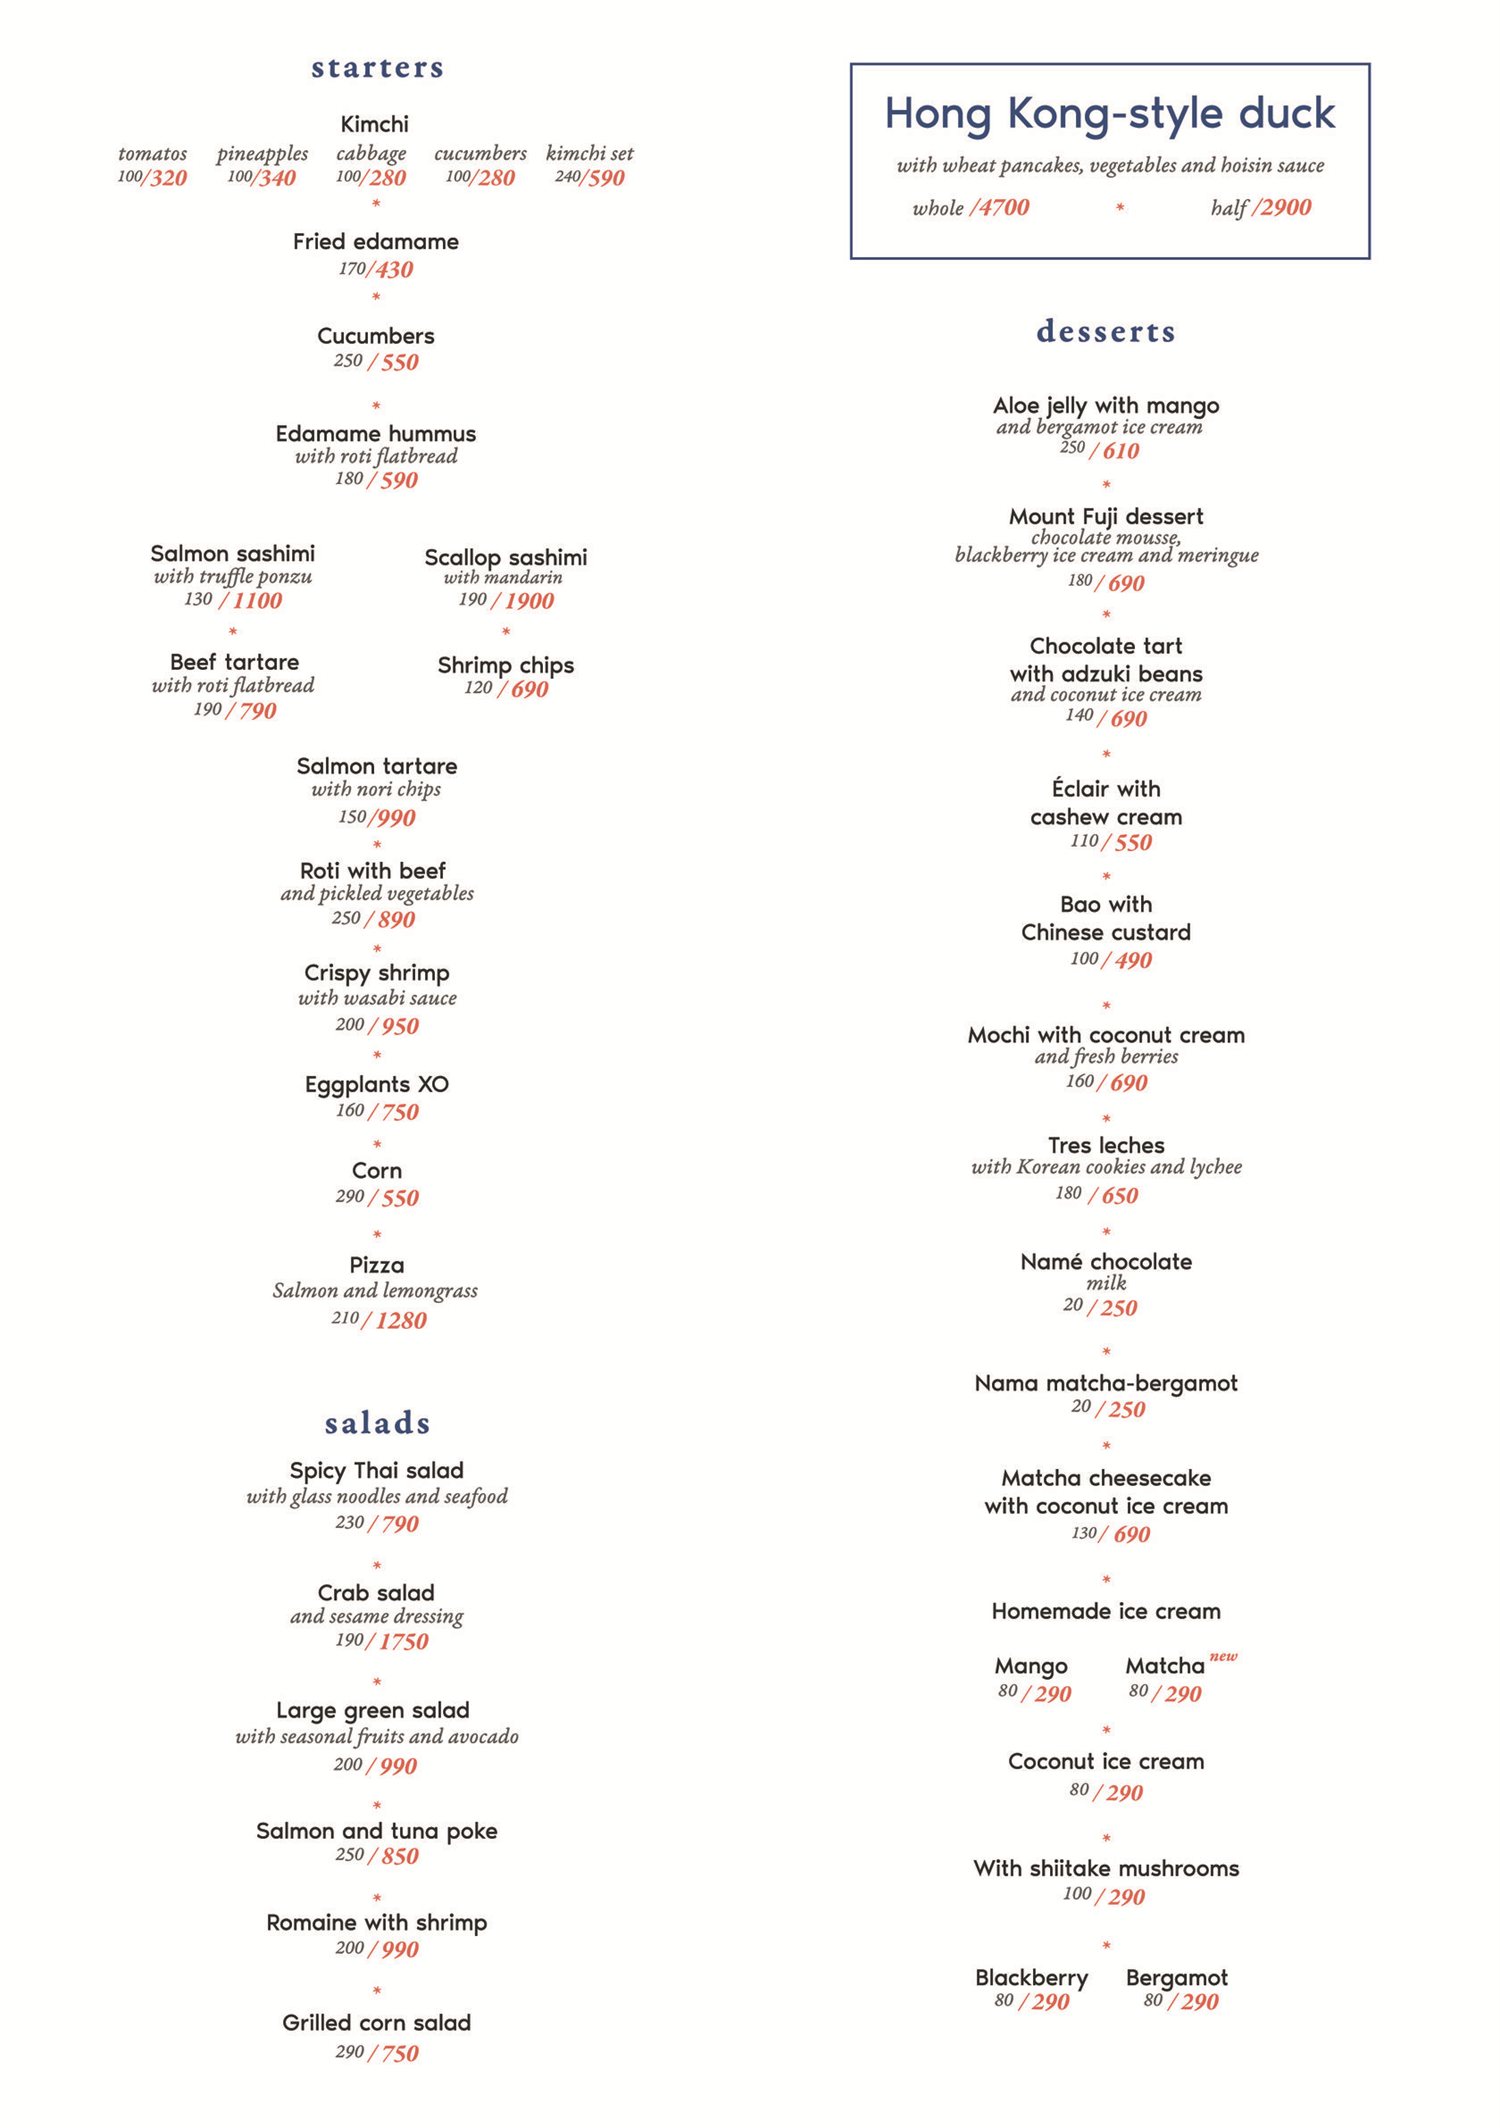 starters
Kimchi
tomatos pineapples cabbage cucumbers kimchi set
100/320 100/340 100/280 100/280 240/590
*
Fried edamame
170/430
*
Cucumbers
250 / 550
*
Edamame hummus
with roti flatbread
180 / 590
Salmon sashimi
with truffle ponzu
130 / 1100
*
Beef tartare
with roti flatbread
190 / 790
Scallop sashimi
with mandarin
190 / 1900
*
Shrimp chips
120 / 690
Salmon tartare
with nori chips
150/990
*
Roti with beef
and pickled vegetables
250 / 890
*
Crispy shrimp
with wasabi sauce
200 / 950
*
Eggplants XO
160 / 750
*
Corn
290 / 550
*
Pizza
Salmon and lemongrass
210 / 1280
salads
Spicy Thai salad
with glass noodles and seafood
230 / 790
*
Crab salad
and sesame dressing
190 / 1750
*
Large green salad
with seasonal fruits and avocado
200 / 990
*
Salmon and tuna poke
250 / 850
*
Romaine with shrimp
200 / 990
*
Grilled corn salad
290 / 750
Hong Kong-style duck
with wheat pancakes, vegetables and hoisin sauce
whole /4700 * half /2900
desserts
Aloe jelly with mango
and bergamot ice cream
250 / 610
*
Mount Fuji dessert
chocolate mousse,
blackberry ice cream and meringue
180 / 690
*
Chocolate tart
with adzuki beans
and coconut ice cream
140 / 690
*
Éclair with
cashew cream
110 / 550
*
Bao with
Chinese custard
100 / 490
*
Mochi with coconut cream
and fresh berries
160 / 690
*
Tres leches
with Korean cookies and lychee
180 / 650
*
Namé chocolate
milk
20 / 250
*
Nama matcha-bergamot
20 / 250
*
Matcha cheesecake
with coconut ice cream
130 / 690
*
Homemade ice cream
Mango Matcha new
80 / 290 80 / 290
*
Coconut ice cream
80 / 290
*
With shiitake mushrooms
100 / 290
*
Blackberry Bergamot
80 / 290 80 / 290